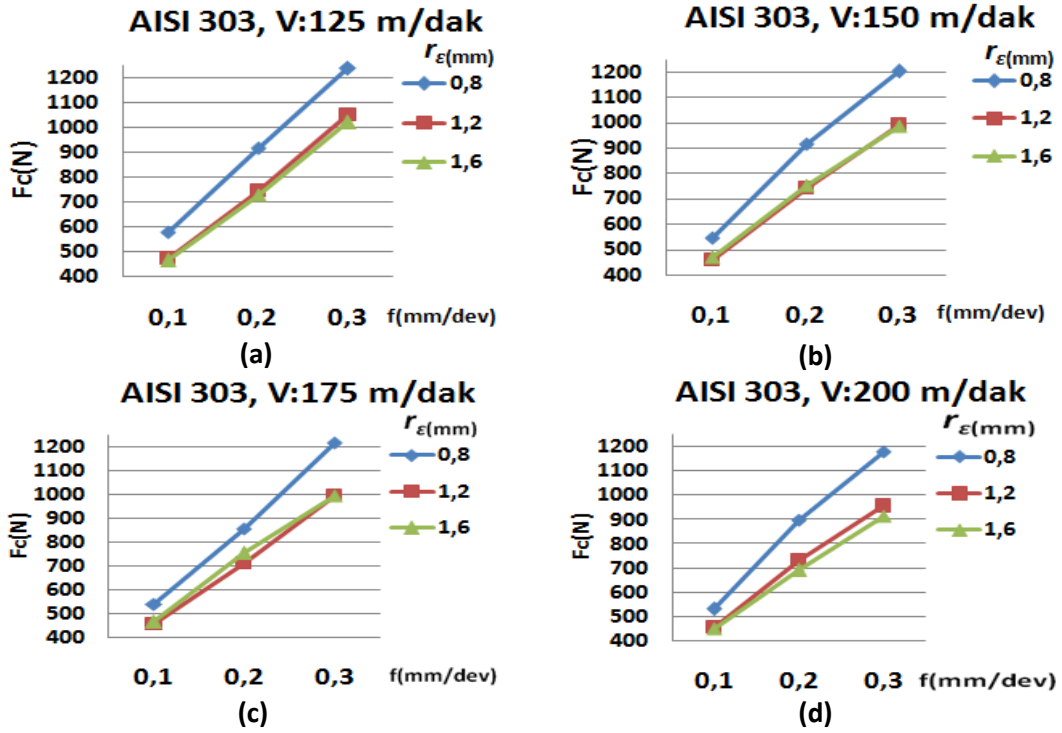 AISI 303, V:125 m/dak
rε(mm)
1200
1100
1000
900
800
700
600
500
400
Fc(N)
0,8
1,2
1,6
0,1 0,2 0,3 f(mm/dev)
(a)
AISI 303, V:150 m/dak
rε(mm)
1200
1100
1000
900
800
700
600
500
400
Fc(N)
0,8
1,2
1,6
0,1 0,2 0,3 f(mm/dev)
(b)
AISI 303, V:175 m/dak
rε(mm)
1200
1100
1000
900
800
700
600
500
400
Fc(N)
0,8
1,2
1,6
0,1 0,2 0,3 f(mm/dev)
(c)
AISI 303, V:200 m/dak
rε(mm)
1200
1100
1000
900
800
700
600
500
400
Fc(N)
0,8
1,2
1,6
0,1 0,2 0,3 f(mm/dev)
(d)